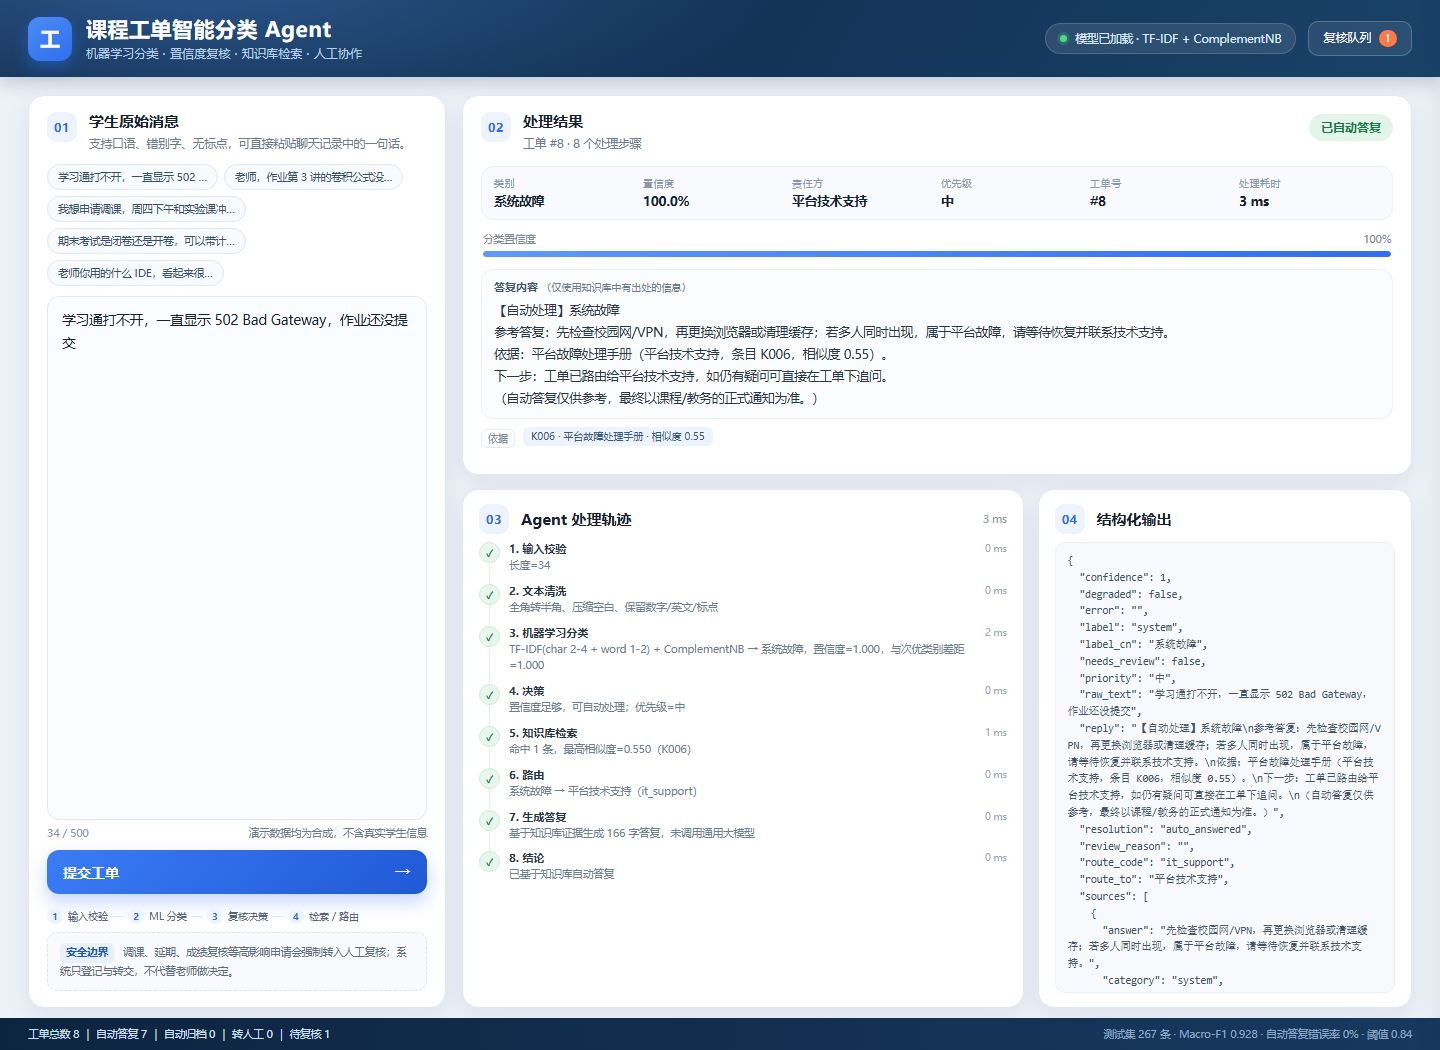 工
课程工单智能分类 Agent
机器学习分类 · 置信度复核 · 知识库检索 · 人工协作
模型已加载 · TF-IDF + ComplementNB
复核队列 1
01
学生原始消息
支持口语、错别字、无标点，可直接粘贴聊天记录中的一句话。
学习通打不开，一直显示 502 ...
老师，作业第 3 讲的卷积公式没...
我想申请调课，周四下午和实验课冲...
期末考试是闭卷还是开卷，可以带计...
老师你用的什么 IDE，看起来很...
学习通打不开，一直显示 502 Bad Gateway，作业还没提
交
34 / 500
演示数据均为合成，不含真实学生信息
提交工单 →
1 输入校验 — 2 ML 分类 — 3 复核决策 — 4 检索 / 路由
安全边界 调课、延期、成绩复核等高影响申请会强制转入人工复核；系
统只登记与转交，不代替老师做决定。
02
处理结果
工单 #8 · 8 个处理步骤
已自动答复
类别 置信度 责任方 优先级 工单号 处理耗时
系统故障 100.0% 平台技术支持 中 #8 3 ms
分类置信度 100%
答复内容 （仅使用知识库中有出处的信息）
【自动处理】系统故障
参考答复：先检查校园网/VPN，再更换浏览器或清理缓存；若多人同时出现，属于平台故障，请等待恢复并联系技术支持。
依据：平台故障处理手册（平台技术支持，条目 K006，相似度 0.55）。
下一步：工单已路由给平台技术支持，如仍有疑问可直接在工单下追问。
（自动答复仅供参考，最终以课程/教务的正式通知为准。）
依据 K006 · 平台故障处理手册 · 相似度 0.55
03 Agent 处理轨迹 3 ms
✓ 1. 输入校验 0 ms
长度=34
✓ 2. 文本清洗 0 ms
全角转半角、压缩空白、保留数字/英文/标点
✓ 3. 机器学习分类 2 ms
TF-IDF(char 2-4 + word 1-2) + ComplementNB → 系统故障，置信度=1.000，与次优类别差距
=1.000
✓ 4. 决策 0 ms
置信度足够，可自动处理；优先级=中
✓ 5. 知识库检索 1 ms
命中 1 条，最高相似度=0.550（K006）
✓ 6. 路由 0 ms
系统故障 → 平台技术支持（it_support）
✓ 7. 生成答复 0 ms
基于知识库证据生成 166 字答复，未调用通用大模型
✓ 8. 结论 0 ms
已基于知识库自动答复
04 结构化输出
{
"confidence": 1,
"degraded": false,
"error": "",
"label": "system",
"label_cn": "系统故障",
"needs_review": false,
"priority": "中",
"raw_text": "学习通打不开，一直显示 502 Bad Gateway，
作业还没提交",
"reply": "【自动处理】系统故障\n参考答复：先检查校园网/V
PN，再更换浏览器或清理缓存；若多人同时出现，属于平台故障，
请等待恢复并联系技术支持。\n依据：平台故障处理手册（平台技
术支持，条目 K006，相似度 0.55）。\n下一步：工单已路由给平
台技术支持，如仍有疑问可直接在工单下追问。\n（自动答复仅供
参考，最终以课程/教务的正式通知为准。）",
"resolution": "auto_answered",
"review_reason": "",
"route_code": "it_support",
"route_to": "平台技术支持",
"sources": [
{
"answer": "先检查校园网/VPN，再更换浏览器或清理缓
存；若多人同时出现，属于平台故障，请等待恢复并联系技术支
持。",
"category": "system",
工单总数 8 | 自动答复 7 | 自动归档 0 | 转人工 0 | 待复核 1
测试集 267 条 · Macro-F1 0.928 · 自动答复错误率 0% · 阈值 0.84